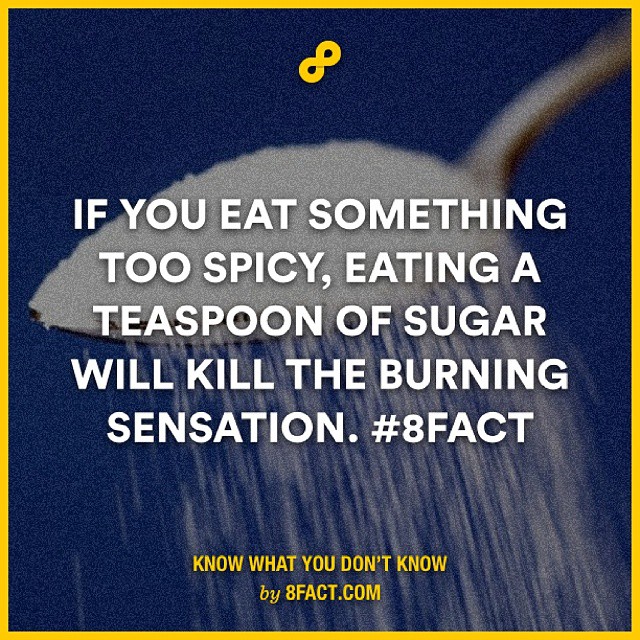 IF YOU EAT SOMETHING
TOO SPICY, EATING A
TEASPOON OF SUGAR
WILL KILL THE BURNING
SENSATION. #8FACT
KNOW WHAT YOU DON'T KNOW
by 8FACT.COM